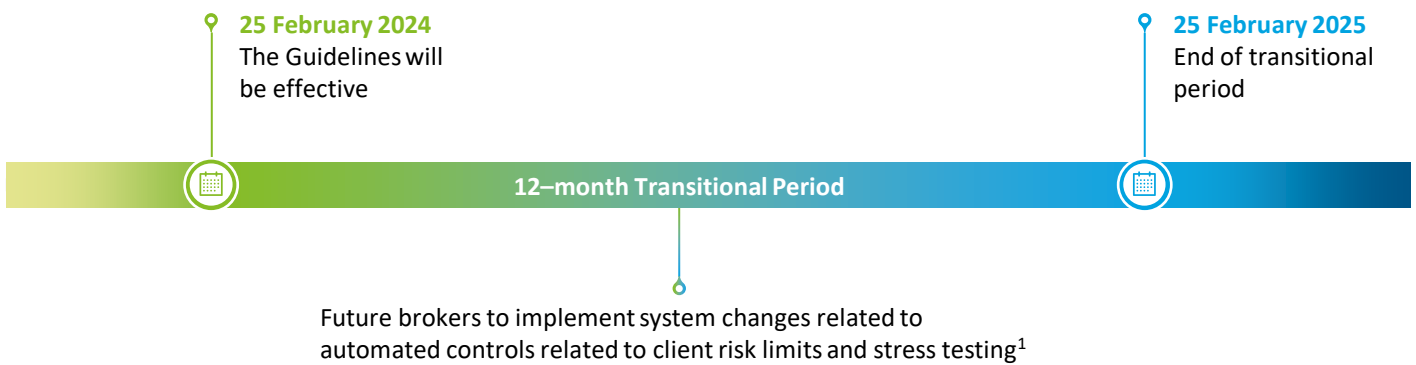 25 February 2024
The Guidelines will
be effective
25 February 2025
End of transitional
period
12–month Transitional Period
Future brokers to implement system changes related to
automated controls related to client risk limits and stress testing1